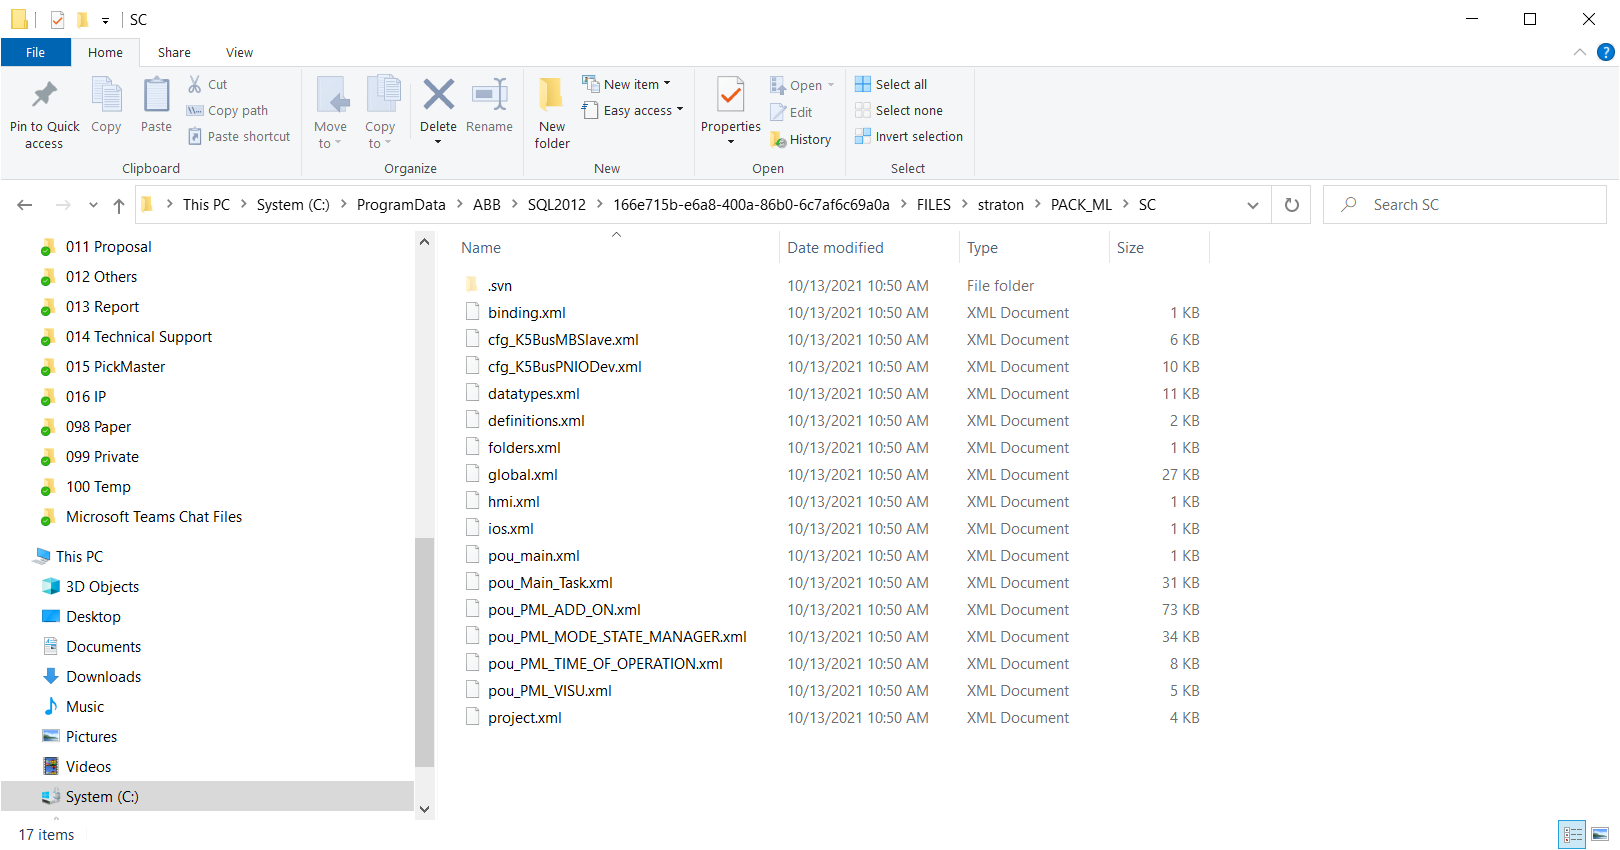 SC
File Home Share View
Pin to Quick access
Copy
Paste
Cut
Copy path
Paste shortcut
Clipboard
Move to
Copy to
Delete
Rename
Organize
New folder
New item
Easy access
New
Properties
Open
Edit
History
Open
Select all
Select none
Invert selection
Select
This PC > System (C:) > ProgramData > ABB > SQL2012 > 166e715b-e6a8-400a-86b0-6c7af6c69a0a > FILES > straton > PACK_ML > SC
Search SC
011 Proposal
012 Others
013 Report
014 Technical Support
015 PickMaster
016 IP
098 Paper
099 Private
100 Temp
Microsoft Teams Chat Files
This PC
3D Objects
Desktop
Documents
Downloads
Music
Pictures
Videos
System (C:)
Name Date modified Type Size
.svn 10/13/2021 10:50 AM File folder
binding.xml 10/13/2021 10:50 AM XML Document 1 KB
cfg_K5BusMBSlave.xml 10/13/2021 10:50 AM XML Document 6 KB
cfg_K5BusPNIODev.xml 10/13/2021 10:50 AM XML Document 10 KB
datatypes.xml 10/13/2021 10:50 AM XML Document 11 KB
definitions.xml 10/13/2021 10:50 AM XML Document 2 KB
folders.xml 10/13/2021 10:50 AM XML Document 1 KB
global.xml 10/13/2021 10:50 AM XML Document 27 KB
hmi.xml 10/13/2021 10:50 AM XML Document 1 KB
ios.xml 10/13/2021 10:50 AM XML Document 1 KB
pou_main.xml 10/13/2021 10:50 AM XML Document 1 KB
pou_Main_Task.xml 10/13/2021 10:50 AM XML Document 31 KB
pou_PML_ADD_ON.xml 10/13/2021 10:50 AM XML Document 73 KB
pou_PML_MODE_STATE_MANAGER.xml 10/13/2021 10:50 AM XML Document 34 KB
pou_PML_TIME_OF_OPERATION.xml 10/13/2021 10:50 AM XML Document 8 KB
pou_PML_VISU.xml 10/13/2021 10:50 AM XML Document 5 KB
project.xml 10/13/2021 10:50 AM XML Document 4 KB
17 items